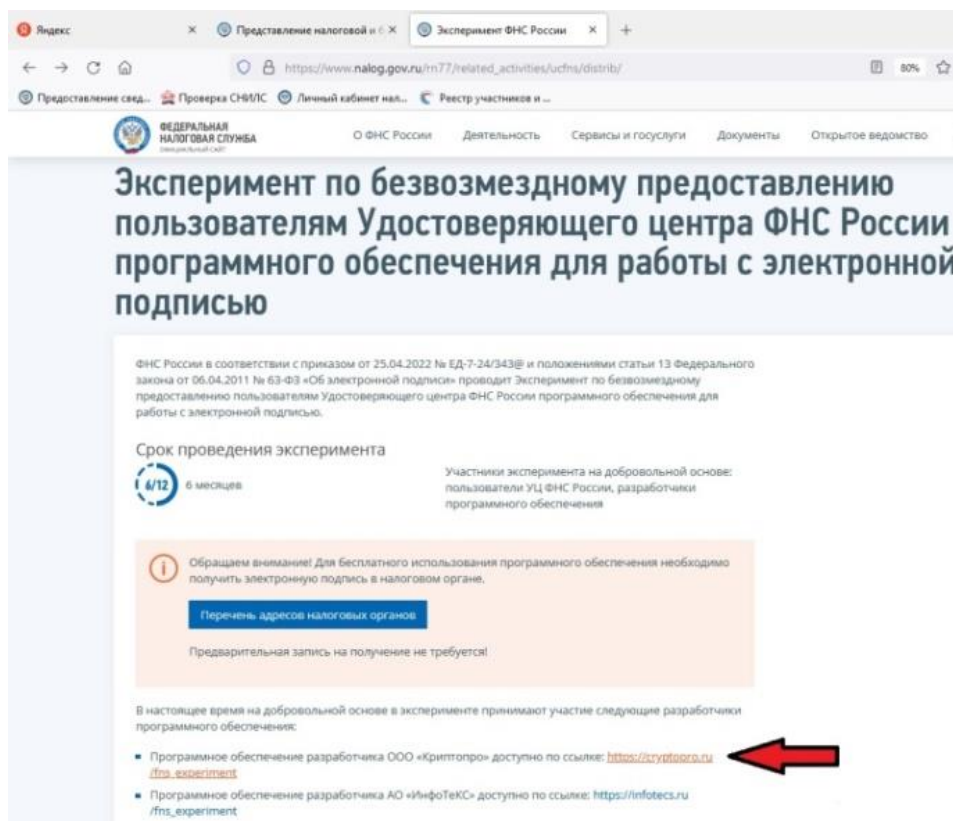 Яндекс
Представление налоговой и б
Эксперимент ФНС России
https://www.nalog.gov.ru/rn77/related_activities/ucfns/distrib/
80%
Предоставление свед...
Проверка СНИЛС
Личный кабинет нал...
Реестр участников и ...
ФЕДЕРАЛЬНАЯ
НАЛОГОВАЯ СЛУЖБА
ОФИЦИАЛЬНЫЙ САЙТ
О ФНС России
Деятельность
Сервисы и госуслуги
Документы
Открытое ведомство
Эксперимент по безвозмездному предоставлению
пользователям Удостоверяющего центра ФНС России
программного обеспечения для работы с электронной
подписью
ФНС России в соответствии с приказом от 25.04.2022 № ЕД-7-24/343@ и положениями статьи 13 Федерального
закона от 06.04.2011 № 63-ФЗ «Об электронной подписи» проводит Эксперимент по безвозмездному
предоставлению пользователям Удостоверяющего центра ФНС России программного обеспечения для
работы с электронной подписью.
Срок проведения эксперимента
6/12
6 месяцев
Участники эксперимента на добровольной основе:
пользователи УЦ ФНС России, разработчики
программного обеспечения
Обращаем внимание! Для бесплатного использования программного обеспечения необходимо
получить электронную подпись в налоговом органе.
Перечень адресов налоговых органов
Предварительная запись на получение не требуется!
В настоящее время на добровольной основе в эксперименте принимают участие следующие разработчики
программного обеспечения:
Программное обеспечение разработчика ООО «Криптопро» доступно по ссылке: https://cryptopro.ru
/fns_experiment
Программное обеспечение разработчика АО «ИнфоТеКС» доступно по ссылке: https://infotecs.ru
/fns_experiment